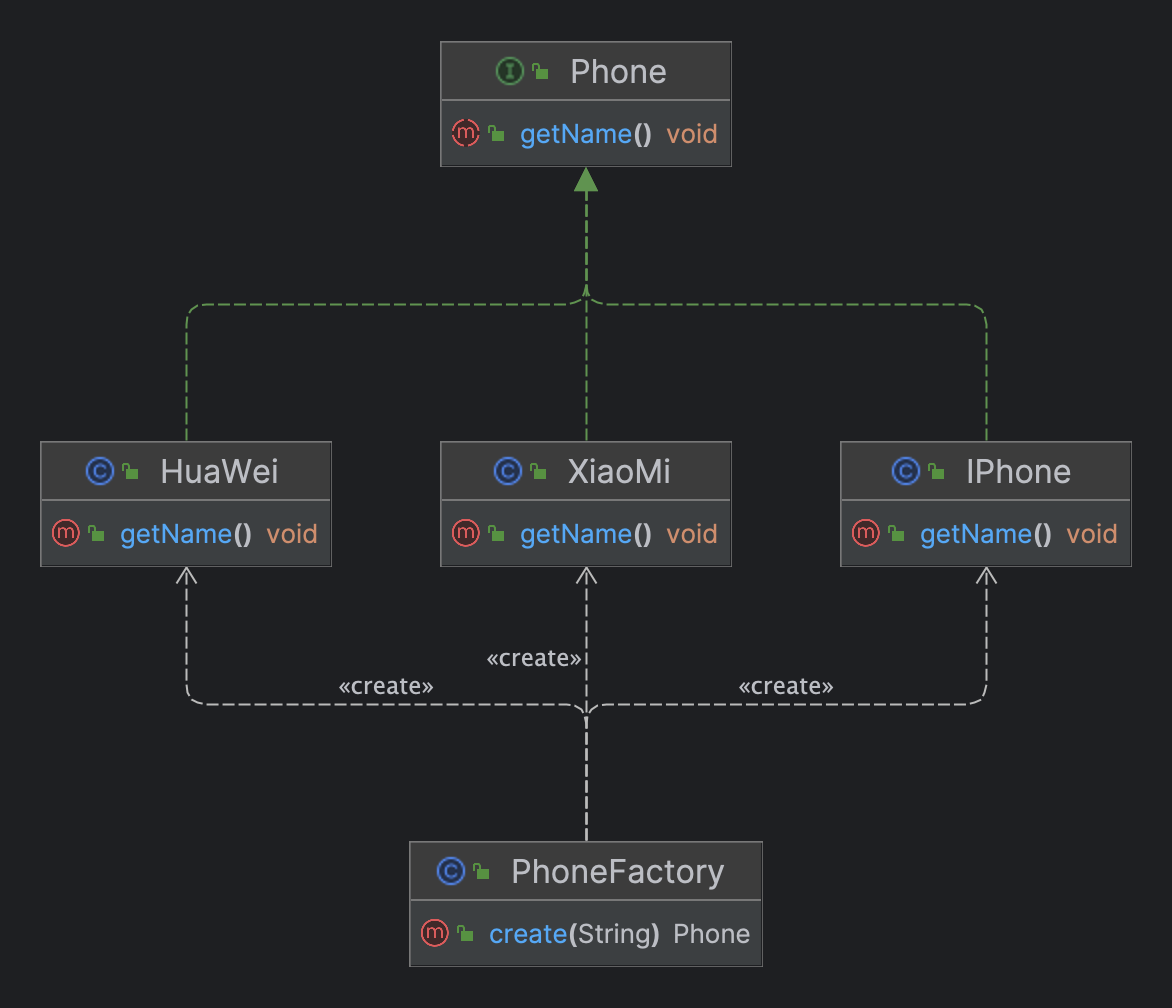 Phone
getName() void
HuaWei
getName() void
XiaoMi
getName() void
IPhone
getName() void
«create»
«create»
«create»
PhoneFactory
create(String) Phone